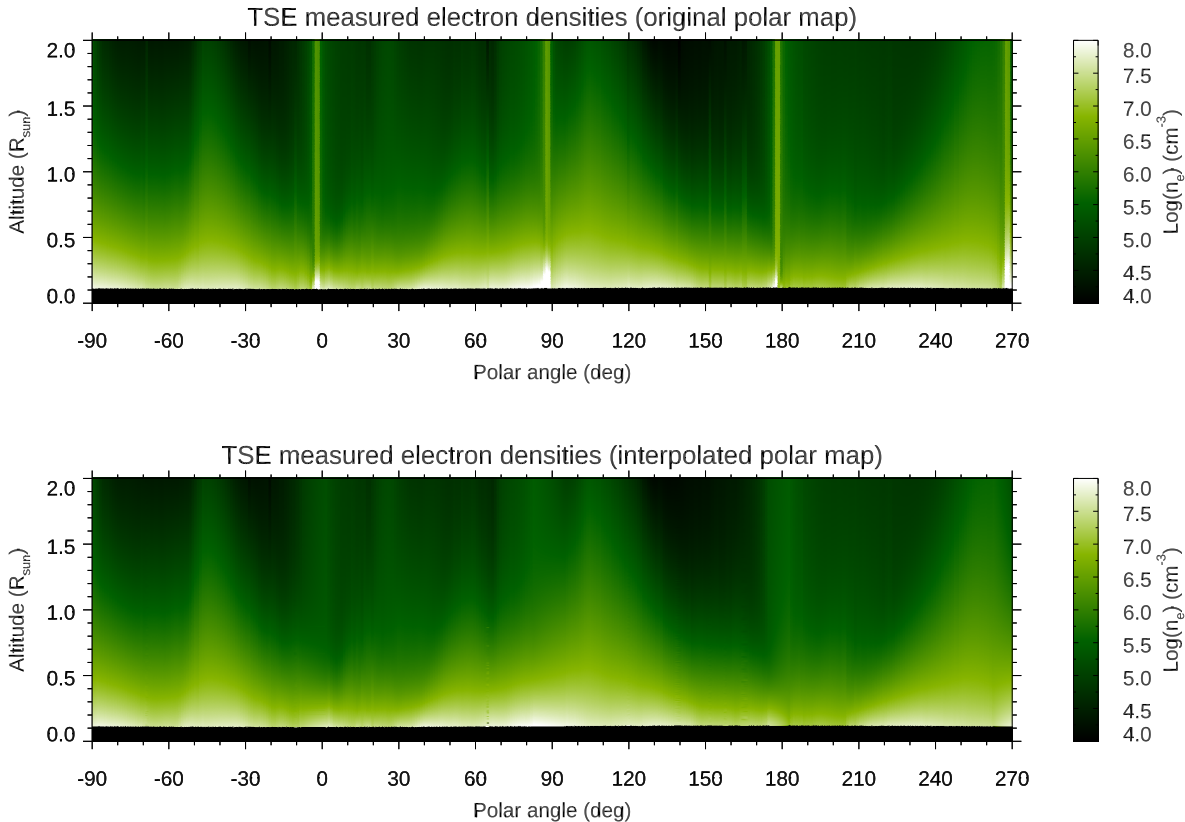 TSE measured electron densities (original polar map)
2.0
1.5
1.0
0.5
0.0
Altitude (Rsun)
-90 -60 -30 0 30 60 90 120 150 180 210 240 270
Polar angle (deg)
8.0
7.5
7.0
6.5
6.0
5.5
5.0
4.5
4.0
Log(ne) (cm-3)
TSE measured electron densities (interpolated polar map)
2.0
1.5
1.0
0.5
0.0
Altitude (Rsun)
-90 -60 -30 0 30 60 90 120 150 180 210 240 270
Polar angle (deg)
8.0
7.5
7.0
6.5
6.0
5.5
5.0
4.5
4.0
Log(ne) (cm-3)